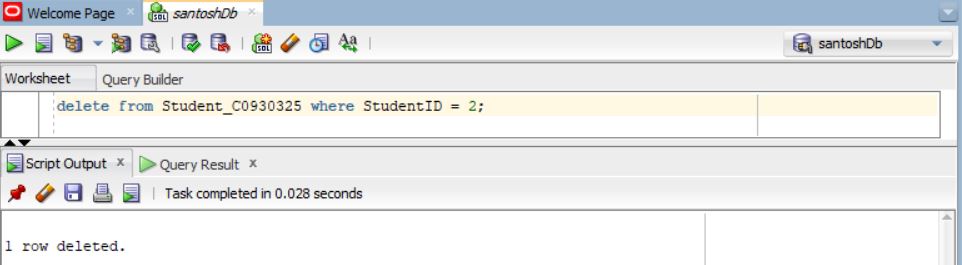 Welcome Page
santoshDb
santoshDb
Worksheet
Query Builder
delete from Student_C0930325 where StudentID = 2;
Script Output x
Query Result x
Task completed in 0.028 seconds
1 row deleted.